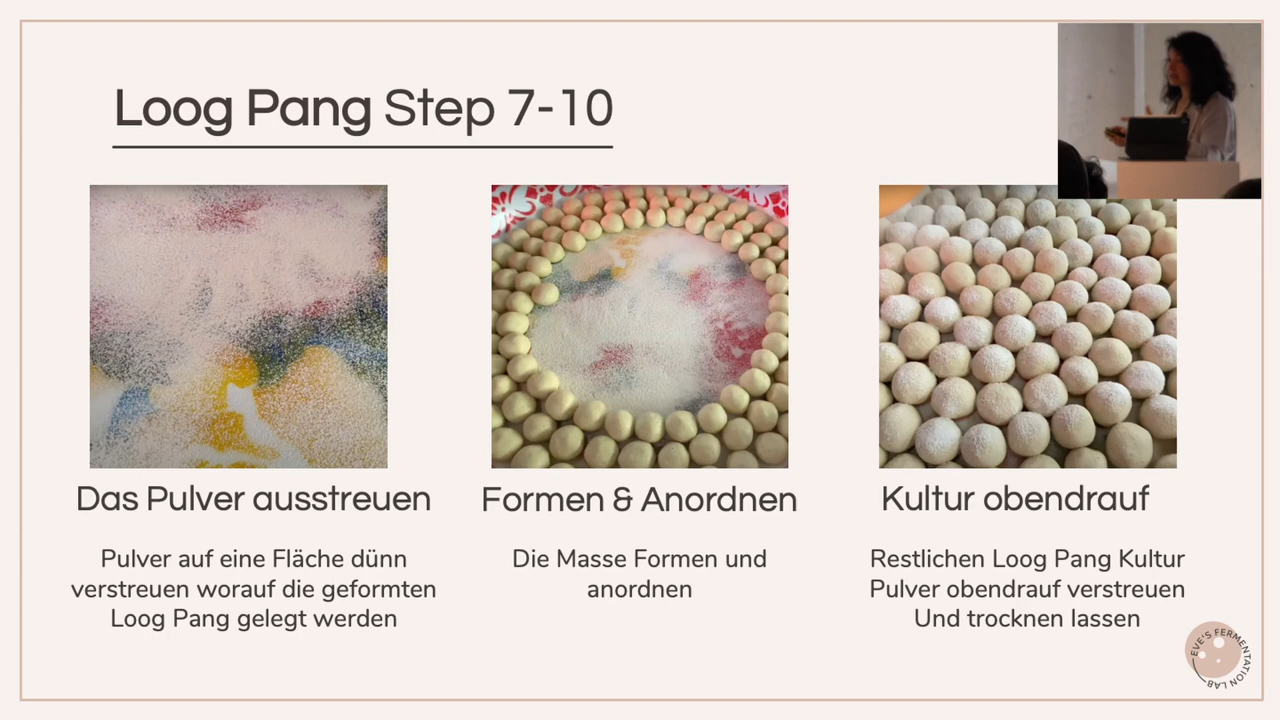 Loog Pang Step 7-10
Das Pulver ausstreuen
Pulver auf eine Fläche dünn
verstreuen worauf die geformten
Loog Pang gelegt werden
Formen & Anordnen
Die Masse Formen und
anordnen
Kultur obendrauf
Restlichen Loog Pang Kultur
Pulver obendrauf verstreuen
Und trocknen lassen
EVE'S FERMENTATION LAB